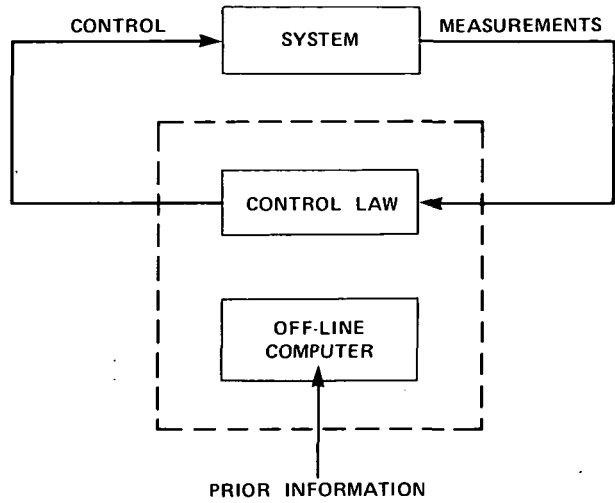 CONTROL
SYSTEM
MEASUREMENTS
CONTROL LAW
OFF-LINE
COMPUTER
PRIOR INFORMATION